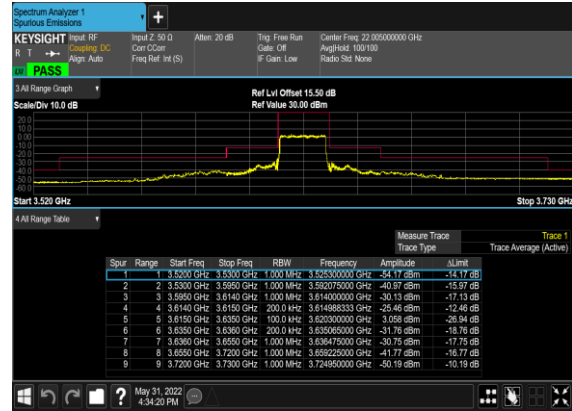 Spectrum Analyzer 1
Spurious Emissions
+
KEYSIGHT Input: RF Input Z: 50 Ω Atten: 20 dB Trig: Free Run Center Freq: 22.005000000 GHz
R T Coupling: DC Corr CCorr Gate: Off Avg|Hold: 100/100
Align: Auto Freq Ref: Int (S) IF Gain: Low Radio Std: None
PASS
3 All Range Graph
Ref Lvl Offset 15.50 dB
Scale/Div 10.0 dB Ref Value 30.00 dBm
20.0
10.0
0.00
-10.0
-20.0
-30.0
-40.0
-50.0
-60.0
Start 3.520 GHz Stop 3.730 GHz
4 All Range Table
Measure Trace Trace 1
Trace Type Trace Average (Active)
Spur Range Start Freq Stop Freq RBW Frequency Amplitude ΔLimit
1 1 3.5200 GHz 3.5300 GHz 1.000 MHz 3.525300000 GHz -54.17 dBm -14.17 dB
2 2 3.5300 GHz 3.5950 GHz 1.000 MHz 3.592075000 GHz -40.97 dBm -15.97 dB
3 3 3.5950 GHz 3.6140 GHz 1.000 MHz 3.614000000 GHz -30.13 dBm -17.13 dB
4 4 3.6140 GHz 3.6150 GHz 200.0 kHz 3.614988333 GHz -25.46 dBm -12.46 dB
5 5 3.6150 GHz 3.6350 GHz 100.0 kHz 3.620300000 GHz 3.058 dBm -26.94 dB
6 6 3.6350 GHz 3.6360 GHz 200.0 kHz 3.635065000 GHz -31.76 dBm -18.76 dB
7 7 3.6360 GHz 3.6550 GHz 1.000 MHz 3.636475000 GHz -30.75 dBm -17.75 dB
8 8 3.6550 GHz 3.7200 GHz 1.000 MHz 3.659225000 GHz -41.77 dBm -16.77 dB
9 9 3.7200 GHz 3.7300 GHz 1.000 MHz 3.724950000 GHz -50.19 dBm -10.19 dB
? May 31, 2022
4:34:20 PM